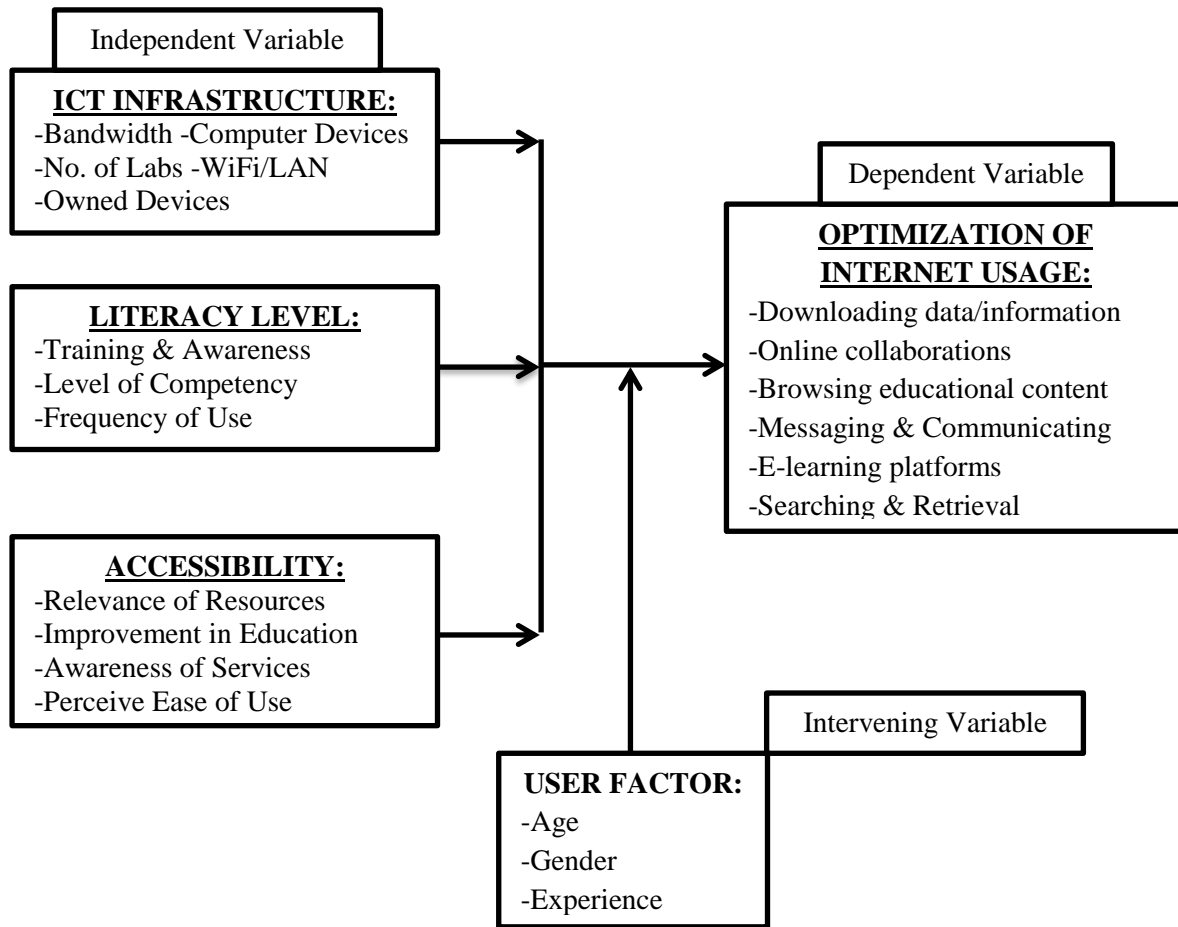 Independent Variable
ICT INFRASTRUCTURE:
-Bandwidth -Computer Devices
-No. of Labs -WiFi/LAN
-Owned Devices
LITERACY LEVEL:
-Training & Awareness
-Level of Competency
-Frequency of Use
ACCESSIBILITY:
-Relevance of Resources
-Improvement in Education
-Awareness of Services
-Perceive Ease of Use
Dependent Variable
OPTIMIZATION OF
INTERNET USAGE:
-Downloading data/information
-Online collaborations
-Browsing educational content
-Messaging & Communicating
-E-learning platforms
-Searching & Retrieval
Intervening Variable
USER FACTOR:
-Age
-Gender
-Experience